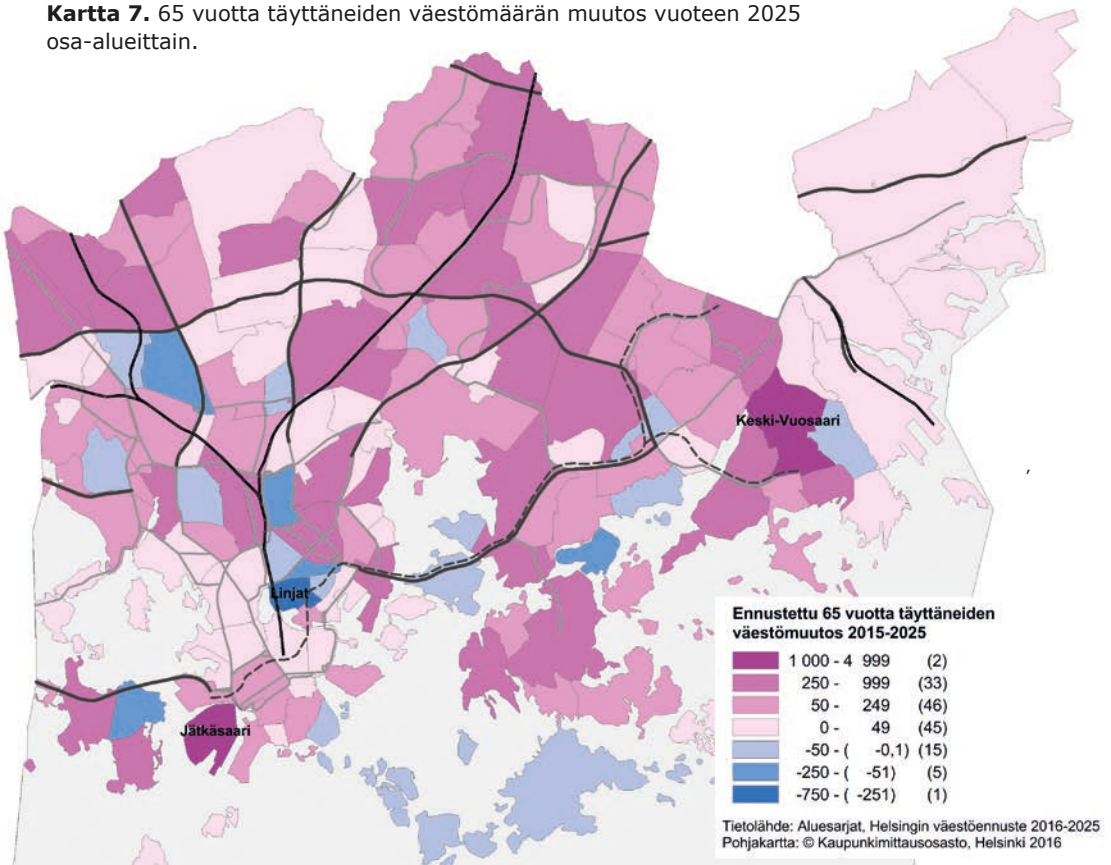 Kartta 7. 65 vuotta täyttäneiden väestömäärän muutos vuoteen 2025
osa-alueittain.
Keski-Vuosaari
Linjat
Jätkäsaari
Ennustettu 65 vuotta täyttäneiden
väestömuutos 2015-2025
1 000 - 4 999 (2)
250 - 999 (33)
50 - 249 (46)
0 - 49 (45)
-50 - ( -0,1) (15)
-250 - ( -51) (5)
-750 - ( -251) (1)
Tietolähde: Aluesarjat, Helsingin väestöennuste 2016-2025
Pohjakartta: © Kaupunkimittausosasto, Helsinki 2016